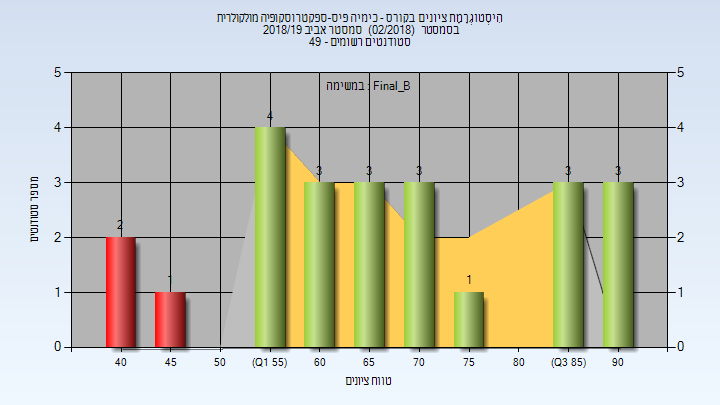 הִיסְטוֹגְרָמַת ציונים בקורס - כימיה פיס-ספקטרוסקופיה מולקולרית
בסמסטר (02/2018) סמסטר אביב 2018/19
סטודנטים רשומים - 49
במשימה : Final_B
מספר סטודנטים
5 5
4 4
3 3
2 2
1 1
0 0
2 1 4 3 3 3 1 3 3
40 45 50 (Q1 55) 60 65 70 75 80 (Q3 85) 90
טווח ציונים